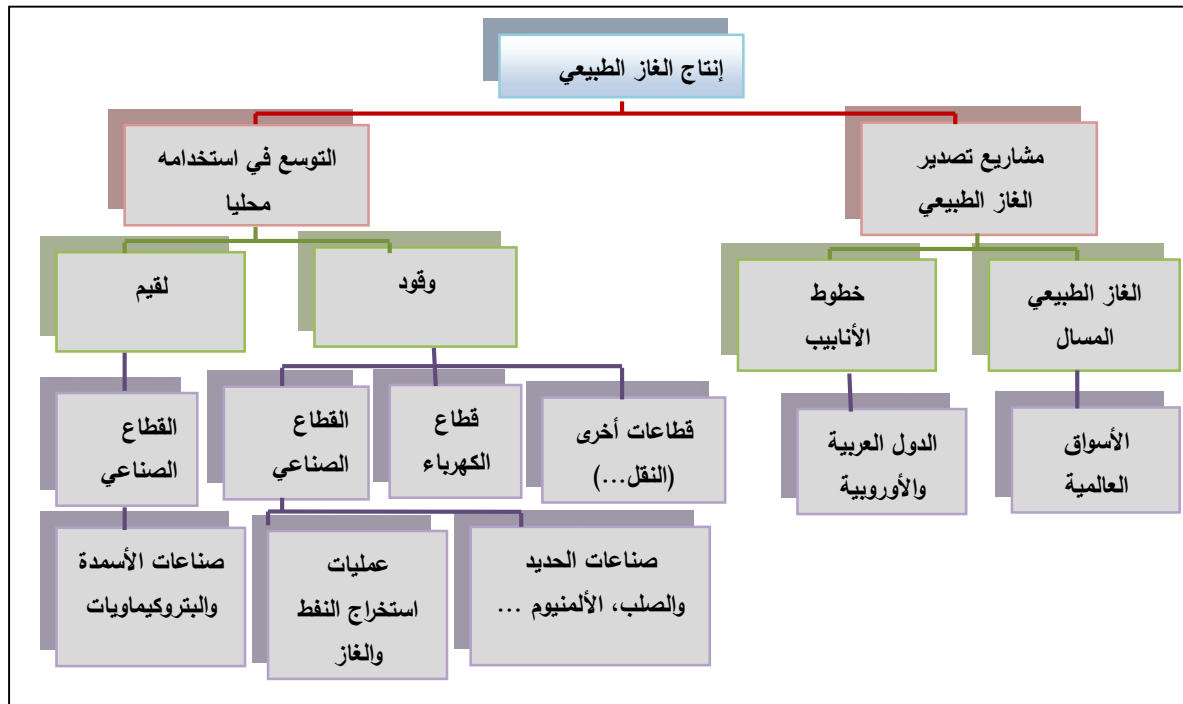 إنتاج الغاز الطبيعي
مشاريع تصدير
الغاز الطبيعي
التوسع في استخدامه
محليا
الغاز الطبيعي
المسال
خطوط
الأنابيب
وقود
لقيم
الأسواق
العالمية
الدول العربية
والأوروبية
قطاعات أخرى
(النقل...)
قطاع
الكهرباء
القطاع
الصناعي
القطاع
الصناعي
صناعات الحديد
والصلب، الألمنيوم ...
عمليات
استخراج النفط
والغاز
صناعات الأسمدة
والبتروكيماويات